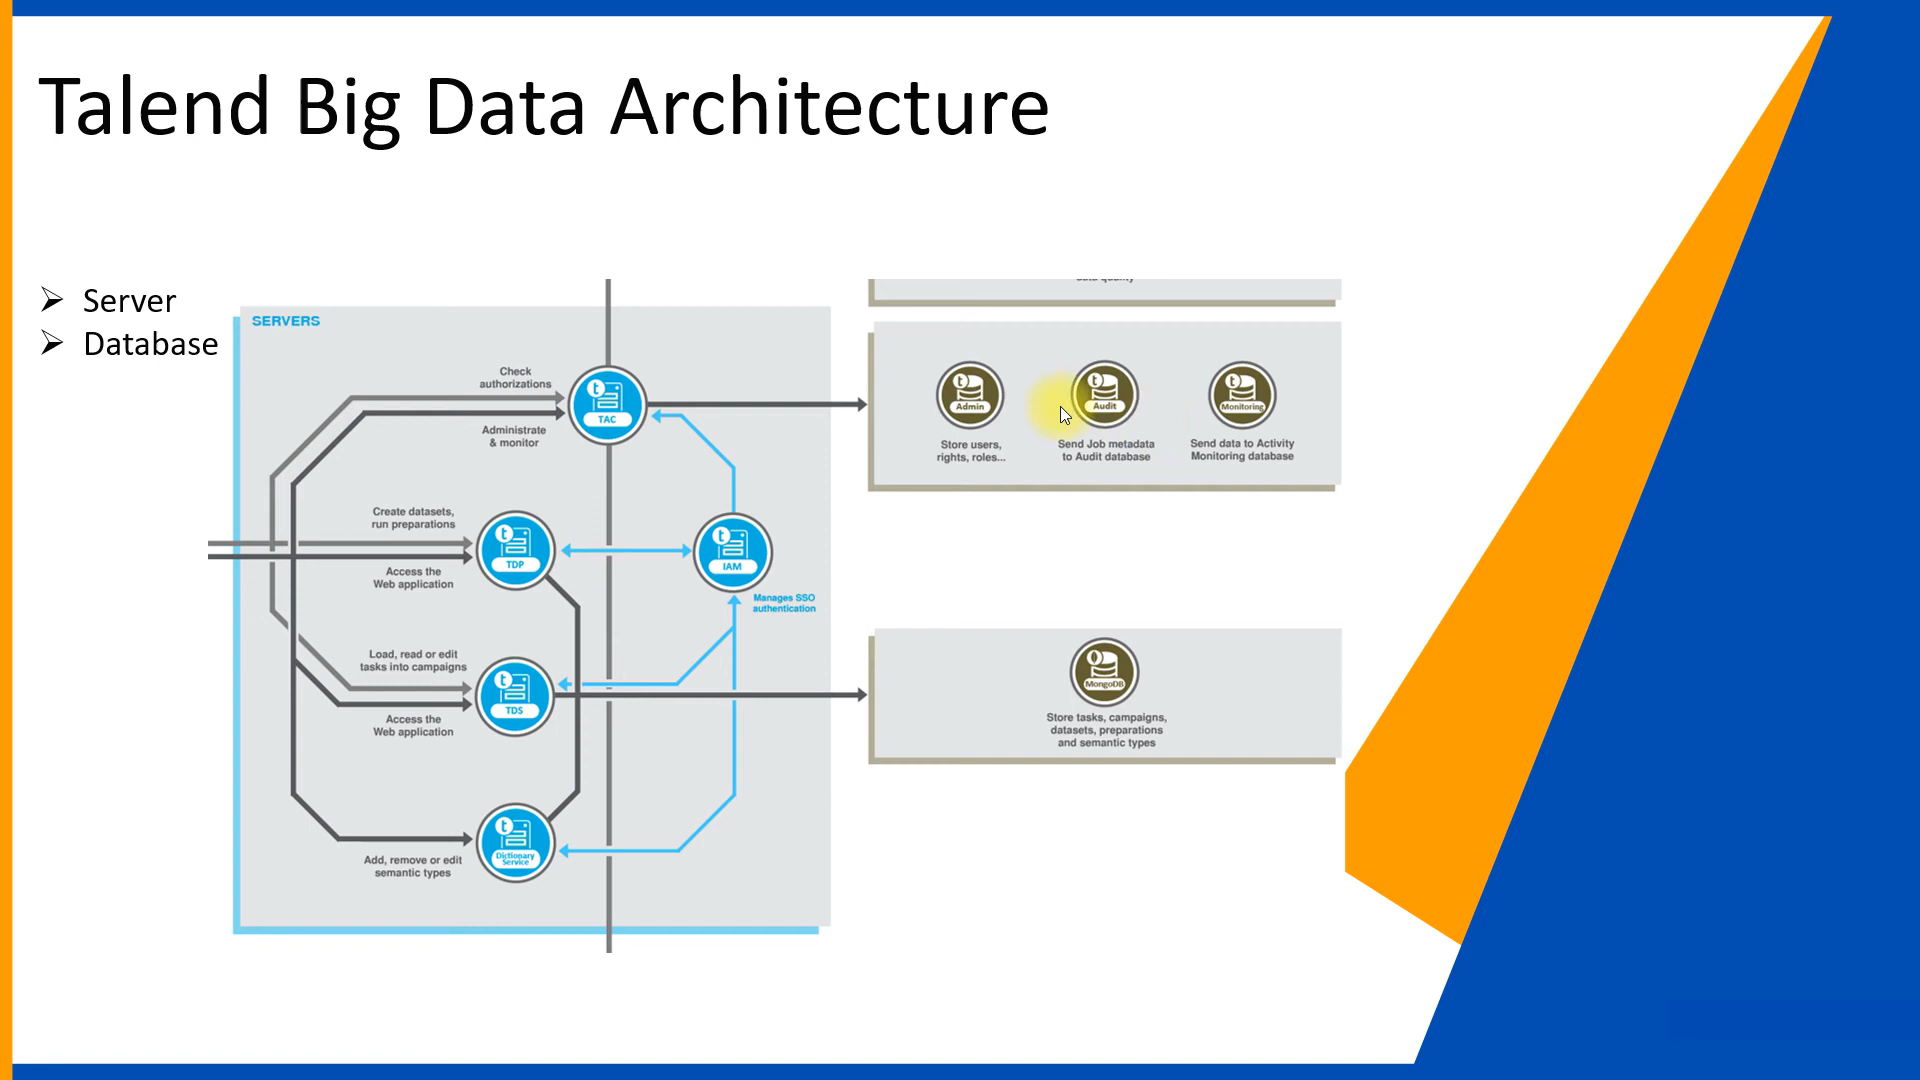 Talend Big Data Architecture
➢ Server
➢ Database
SERVERS
Check
authorizations
TAC
Administrate
& monitor
Create datasets,
run preparations
TDP
Access the
Web application
IAM
Manages SSO
authentication
Load, read or edit
tasks into campaigns
TDS
Access the
Web application
Dictionary
Service
Add, remove or edit
semantic types
data quality
Admin
Store users,
rights, roles...
Audit
Send Job metadata
to Audit database
Monitoring
Send data to Activity
Monitoring database
MongoDB
Store tasks, campaigns,
datasets, preparations
and semantic types